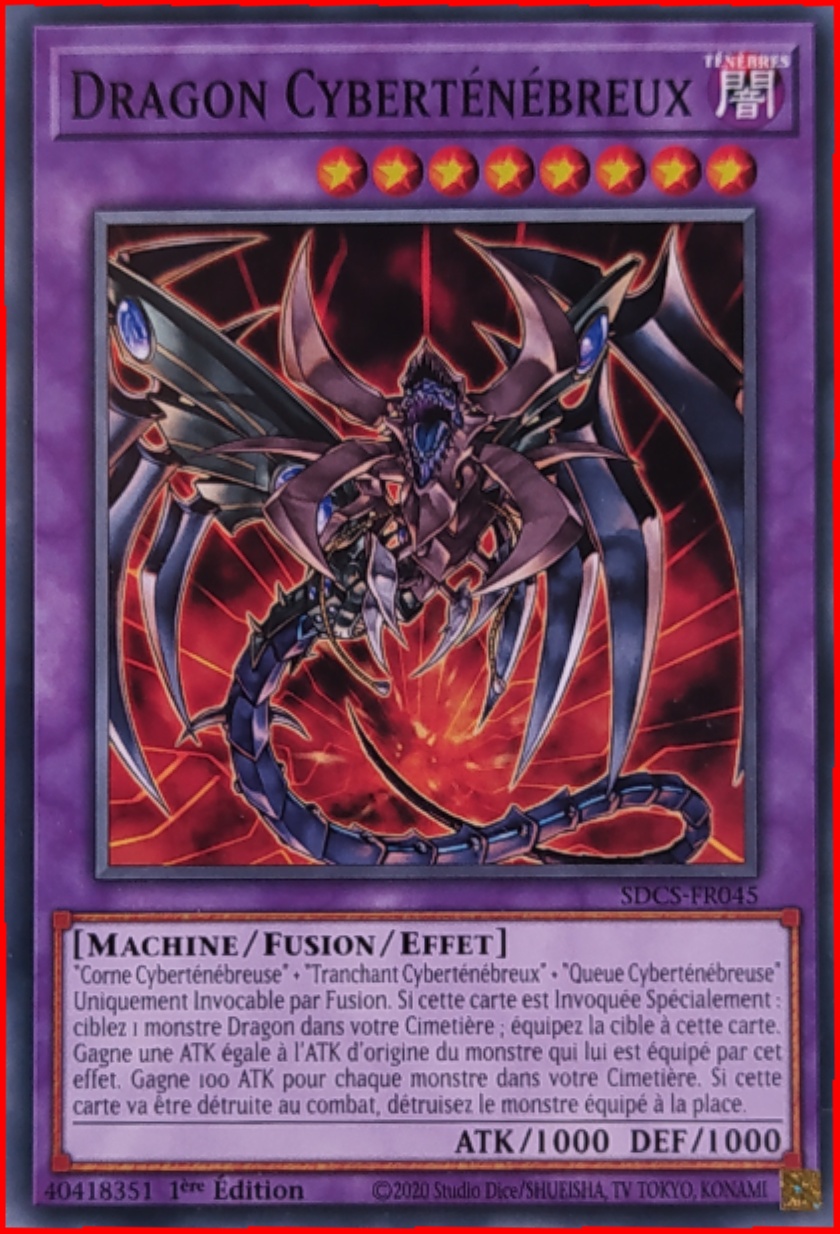 DRAGON CYBERTÉNÉBREUX
TÉNÈBRES
闇
SDCS-FR045
[MACHINE/FUSION/EFFET]
"Corne Cyberténébreuse" + "Tranchant Cyberténébreux" + "Queue Cyberténébreuse"
Uniquement Invocable par Fusion. Si cette carte est Invoquée Spécialement :
ciblez 1 monstre Dragon dans votre Cimetière ; équipez la cible à cette carte.
Gagne une ATK égale à l'ATK d'origine du monstre qui lui est équipé par cet
effet. Gagne 100 ATK pour chaque monstre dans votre Cimetière. Si cette
carte va être détruite au combat, détruisez le monstre équipé à la place.
ATK/1000 DEF/1000
40418351 1ère Édition ©2020 Studio Dice/SHUEISHA, TV TOKYO, KONAMI